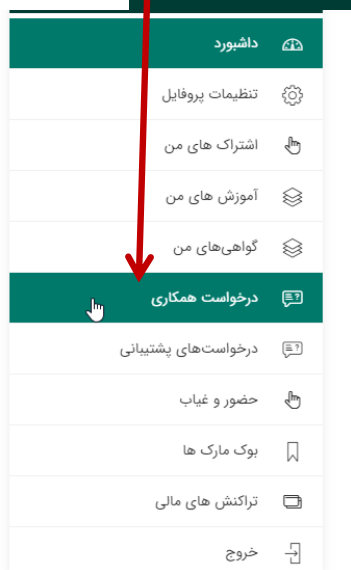 داشبورد
تنظیمات پروفایل
اشتراک های من
آموزش های من
گواهی‌های من
درخواست همکاری
درخواست‌های پشتیبانی
حضور و غیاب
بوک مارک ها
تراکنش های مالی
خروج